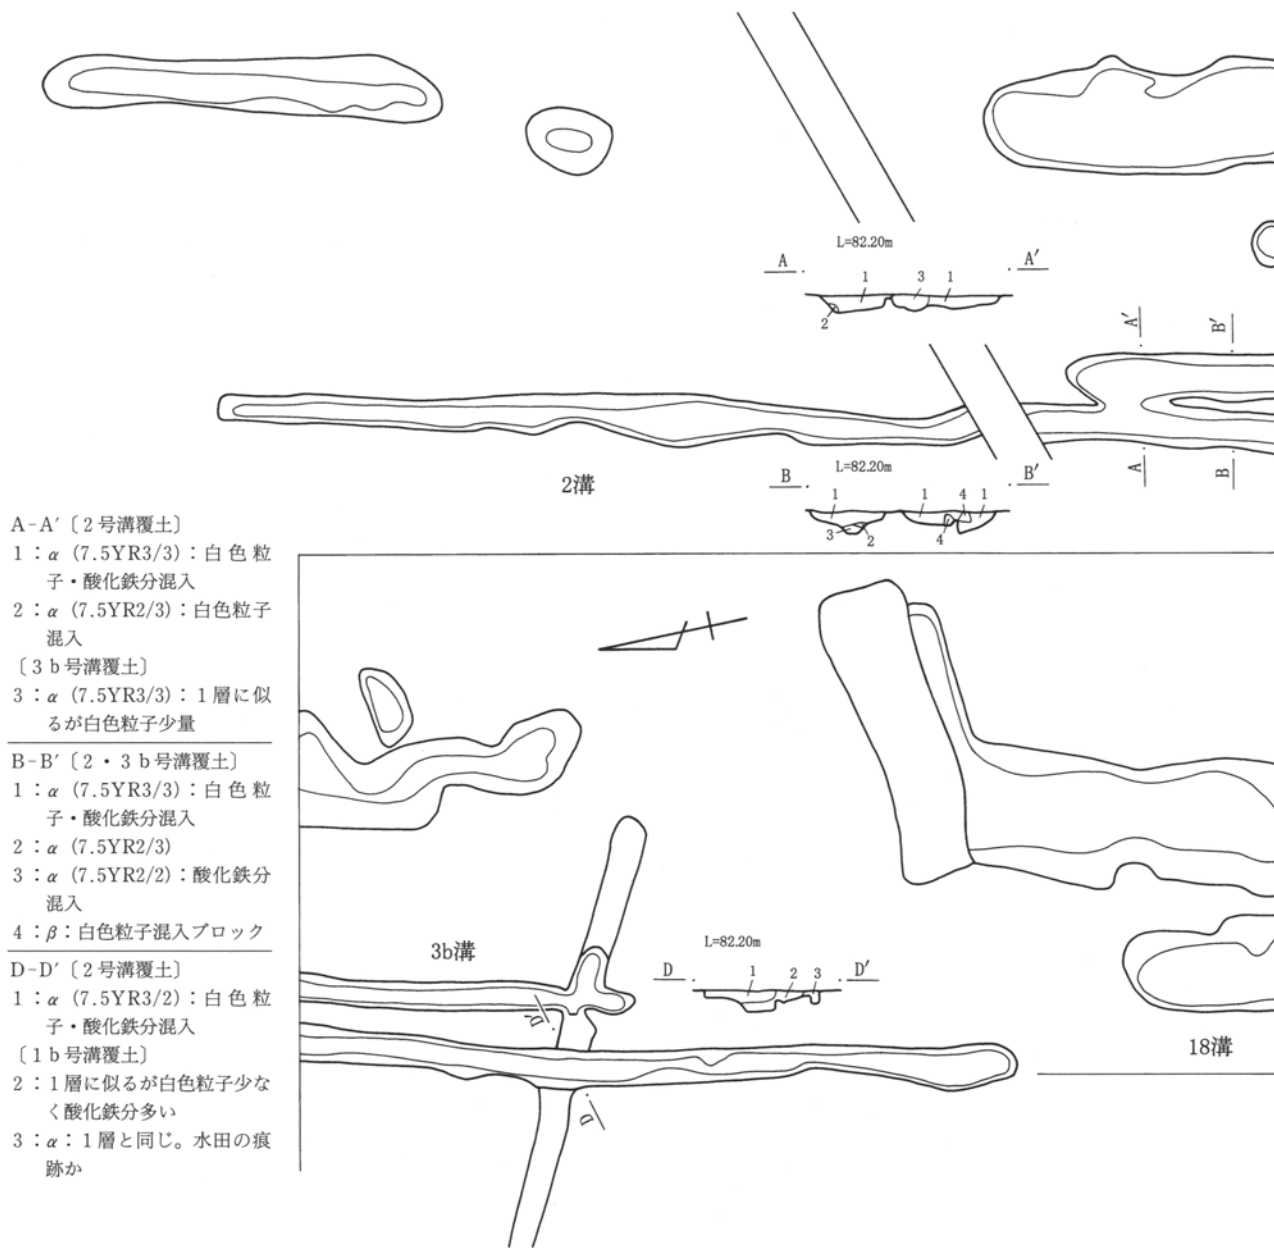 L=82.20m
A
A′
1
3
1
2
A′
B′
2溝
A
B
L=82.20m
B
B′
1
1
4
1
3
2
4
A-A′〔2号溝覆土〕
1：α（7.5YR3/3）：白色粒
子・酸化鉄分混入
2：α（7.5YR2/3）：白色粒子
混入
〔3b号溝覆土〕
3：α（7.5YR3/3）：1層に似
るが白色粒子少量
B-B′〔2・3b号溝覆土〕
1：α（7.5YR3/3）：白色粒
子・酸化鉄分混入
2：α（7.5YR2/3）
3：α（7.5YR2/2）：酸化鉄分
混入
4：β：白色粒子混入ブロック
D-D′〔2号溝覆土〕
1：α（7.5YR3/2）：白色粒
子・酸化鉄分混入
〔1b号溝覆土〕
2：1層に似るが白色粒子少な
く酸化鉄分多い
3：α：1層と同じ。水田の痕
跡か
3b溝
L=82.20m
D
D′
1
2
3
D′
D
18溝